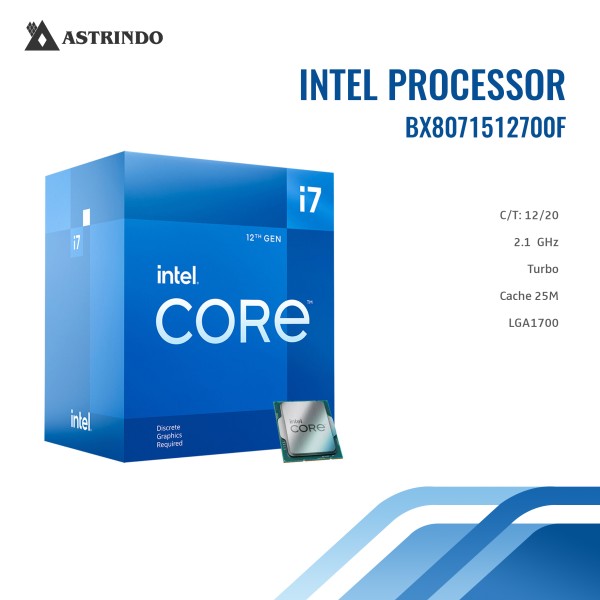 ASTRINDO
INTEL PROCESSOR
BX8071512700F
C/T: 12/20
2.1 GHz
Turbo
Cache 25M
LGA1700
i7
i7
12TH GEN
intel.
CORE™
intel.
Discrete
Graphics
Required
intel.
CORE